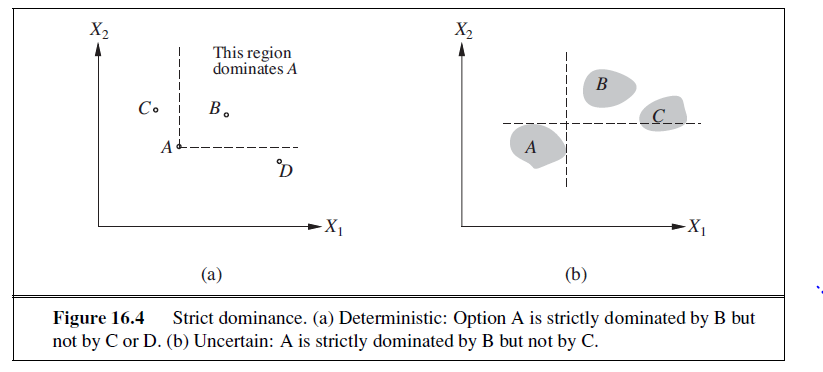 X2
X2
This region
dominates A
C
B
B
C
A
A
D
X1
X1
(a)
(b)
Figure 16.4 Strict dominance. (a) Deterministic: Option A is strictly dominated by B but
not by C or D. (b) Uncertain: A is strictly dominated by B but not by C.